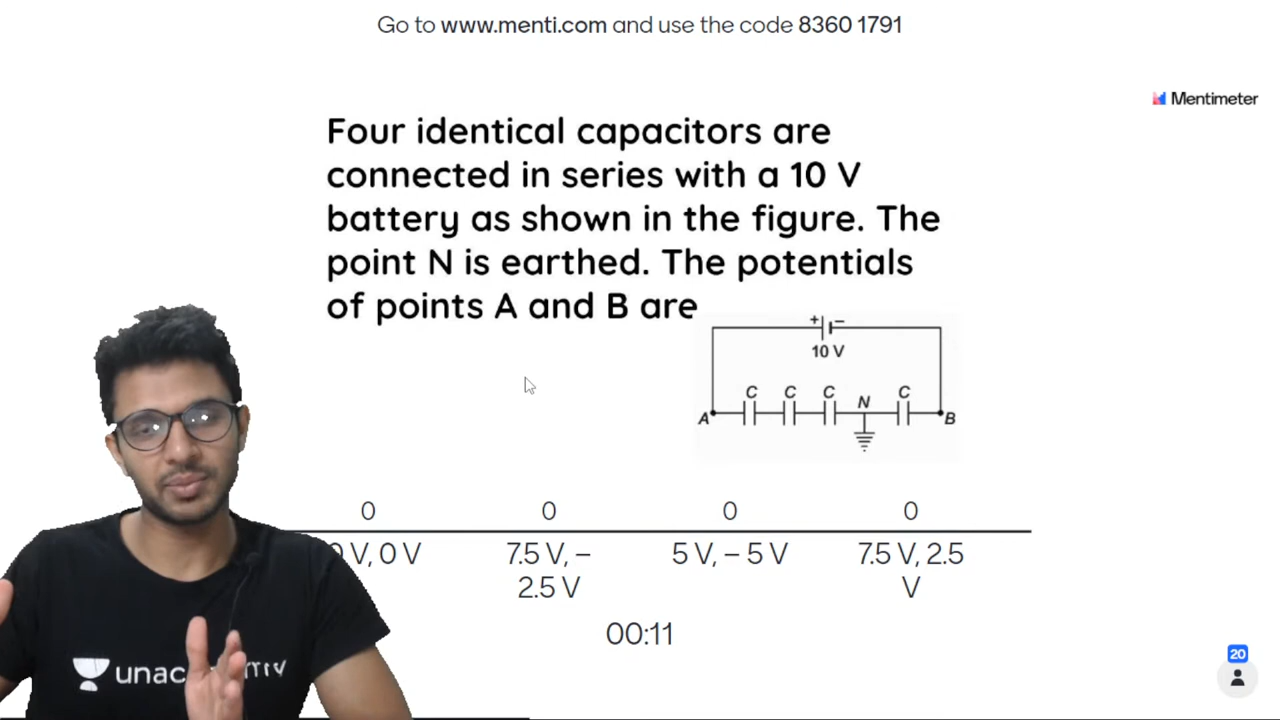 Go to www.menti.com and use the code 8360 1791
Mentimeter
Four identical capacitors are
connected in series with a 10 V
battery as shown in the figure. The
point N is earthed. The potentials
of points A and B are
+ −
10 V
C C C N C
A B
0 0 0 0
V, 0 V 7.5 V, – 5 V, – 5 V 7.5 V, 2.5
2.5 V V
00:11
20